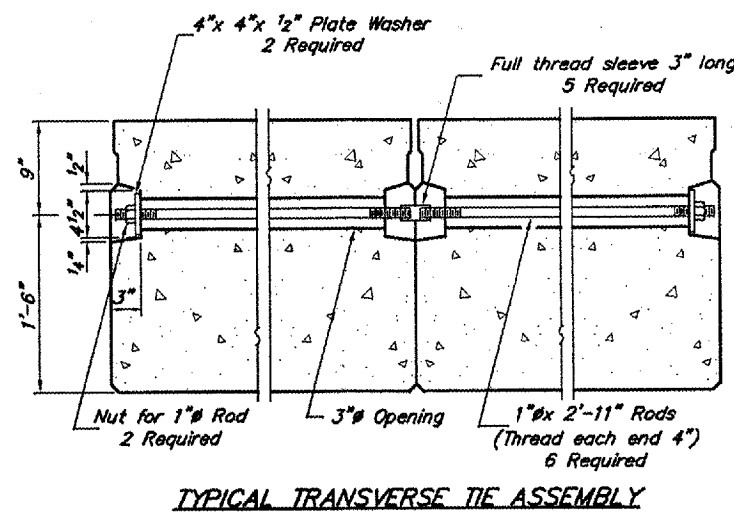 4"x 4"x 1/2" Plate Washer
2 Required
Full thread sleeve 3" long
5 Required
9"
1/2"
4 1/2"
1/4"
3"
1'-6"
Nut for 1"ø Rod
2 Required
3"ø Opening
1"øx 2'-11" Rods
(Thread each end 4")
6 Required
TYPICAL TRANSVERSE TIE ASSEMBLY